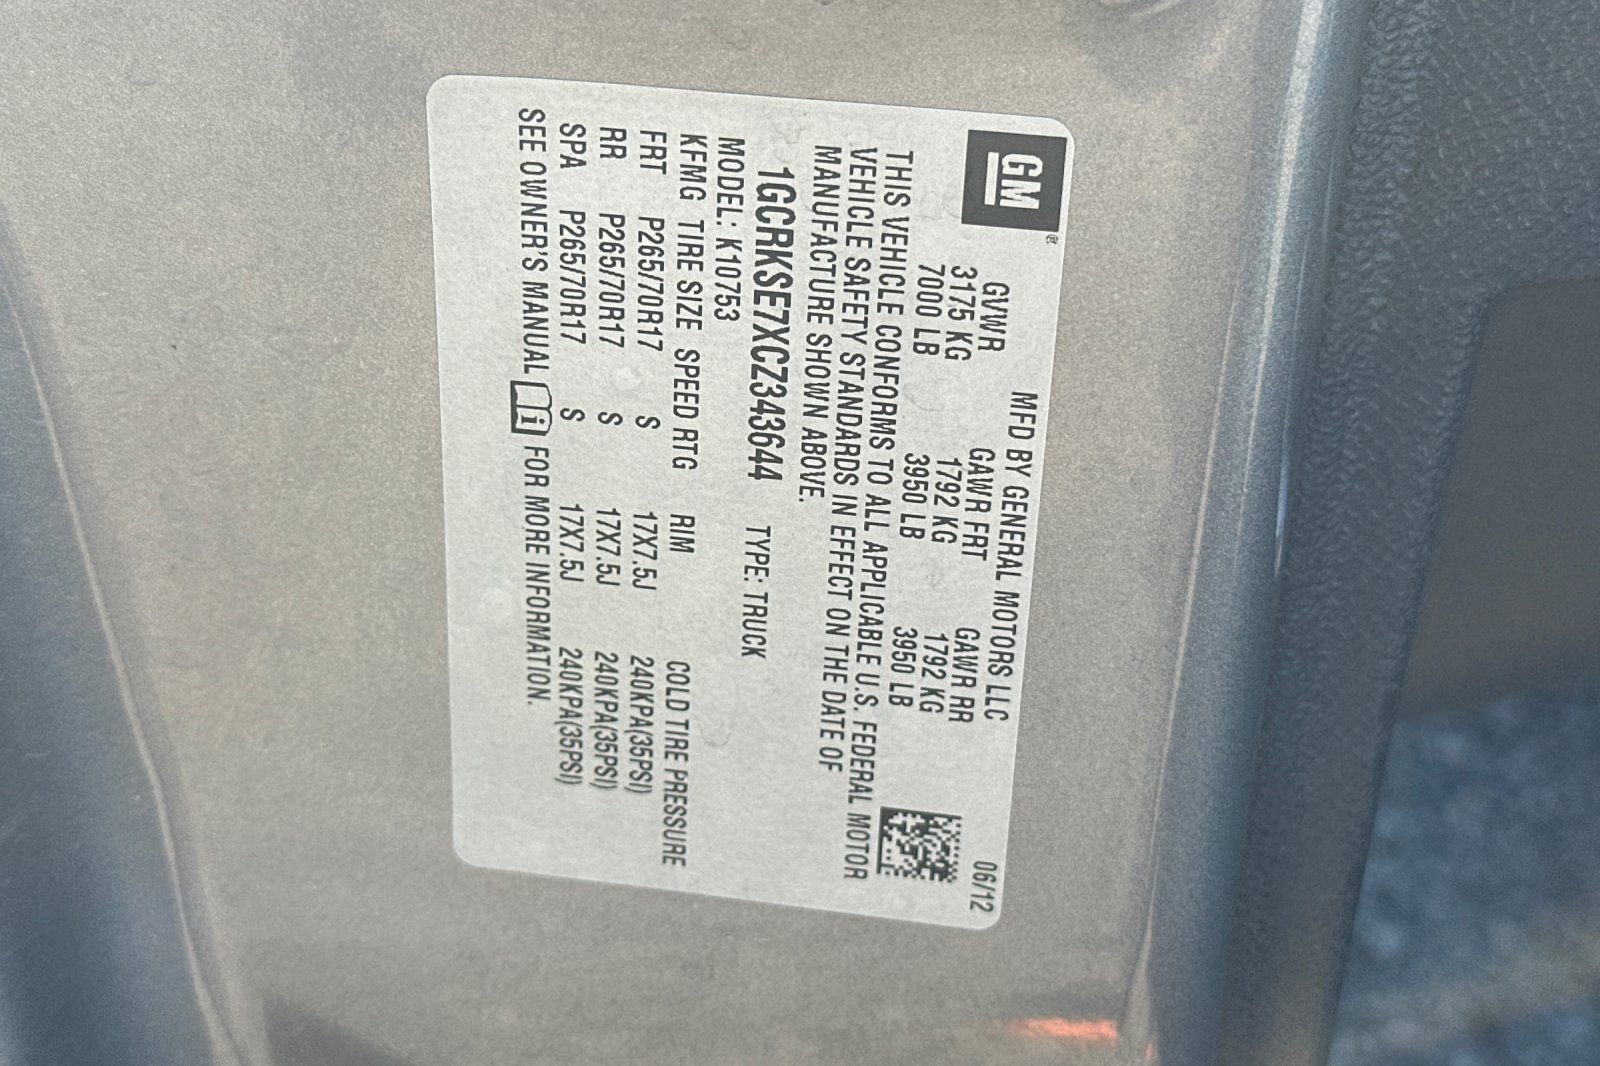 GM
MFD BY GENERAL MOTORS LLC 06/12
GVWR GAWR FRT GAWR RR
3175 KG 1792 KG 1792 KG
7000 LB 3950 LB 3950 LB
THIS VEHICLE CONFORMS TO ALL APPLICABLE U.S. FEDERAL MOTOR
VEHICLE SAFETY STANDARDS IN EFFECT ON THE DATE OF
MANUFACTURE SHOWN ABOVE.
1GCRKSE7XCZ343644 TYPE: TRUCK
MODEL: K10753
KFMG TIRE SIZE SPEED RTG RIM COLD TIRE PRESSURE
FRT P265/70R17 S 17X7.5J 240KPA(35PSI)
RR P265/70R17 S 17X7.5J 240KPA(35PSI)
SPA P265/70R17 S 17X7.5J 240KPA(35PSI)
SEE OWNER'S MANUAL i FOR MORE INFORMATION.